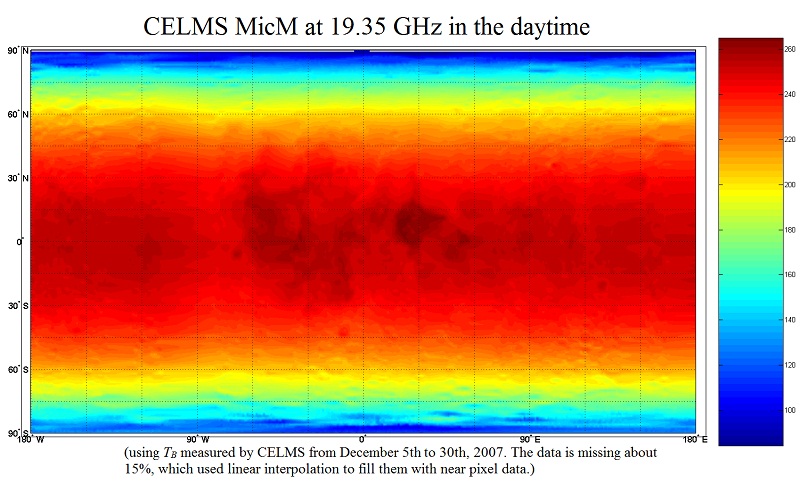 CELMS MicM at 19.35 GHz in the daytime
90°N
60°N
30°N
0°
30°S
60°S
90°S
180°W 90°W 0° 90°E 180°E
260
240
220
200
180
160
140
120
100
(using TB measured by CELMS from December 5th to 30th, 2007. The data is missing about
15%, which used linear interpolation to fill them with near pixel data.)